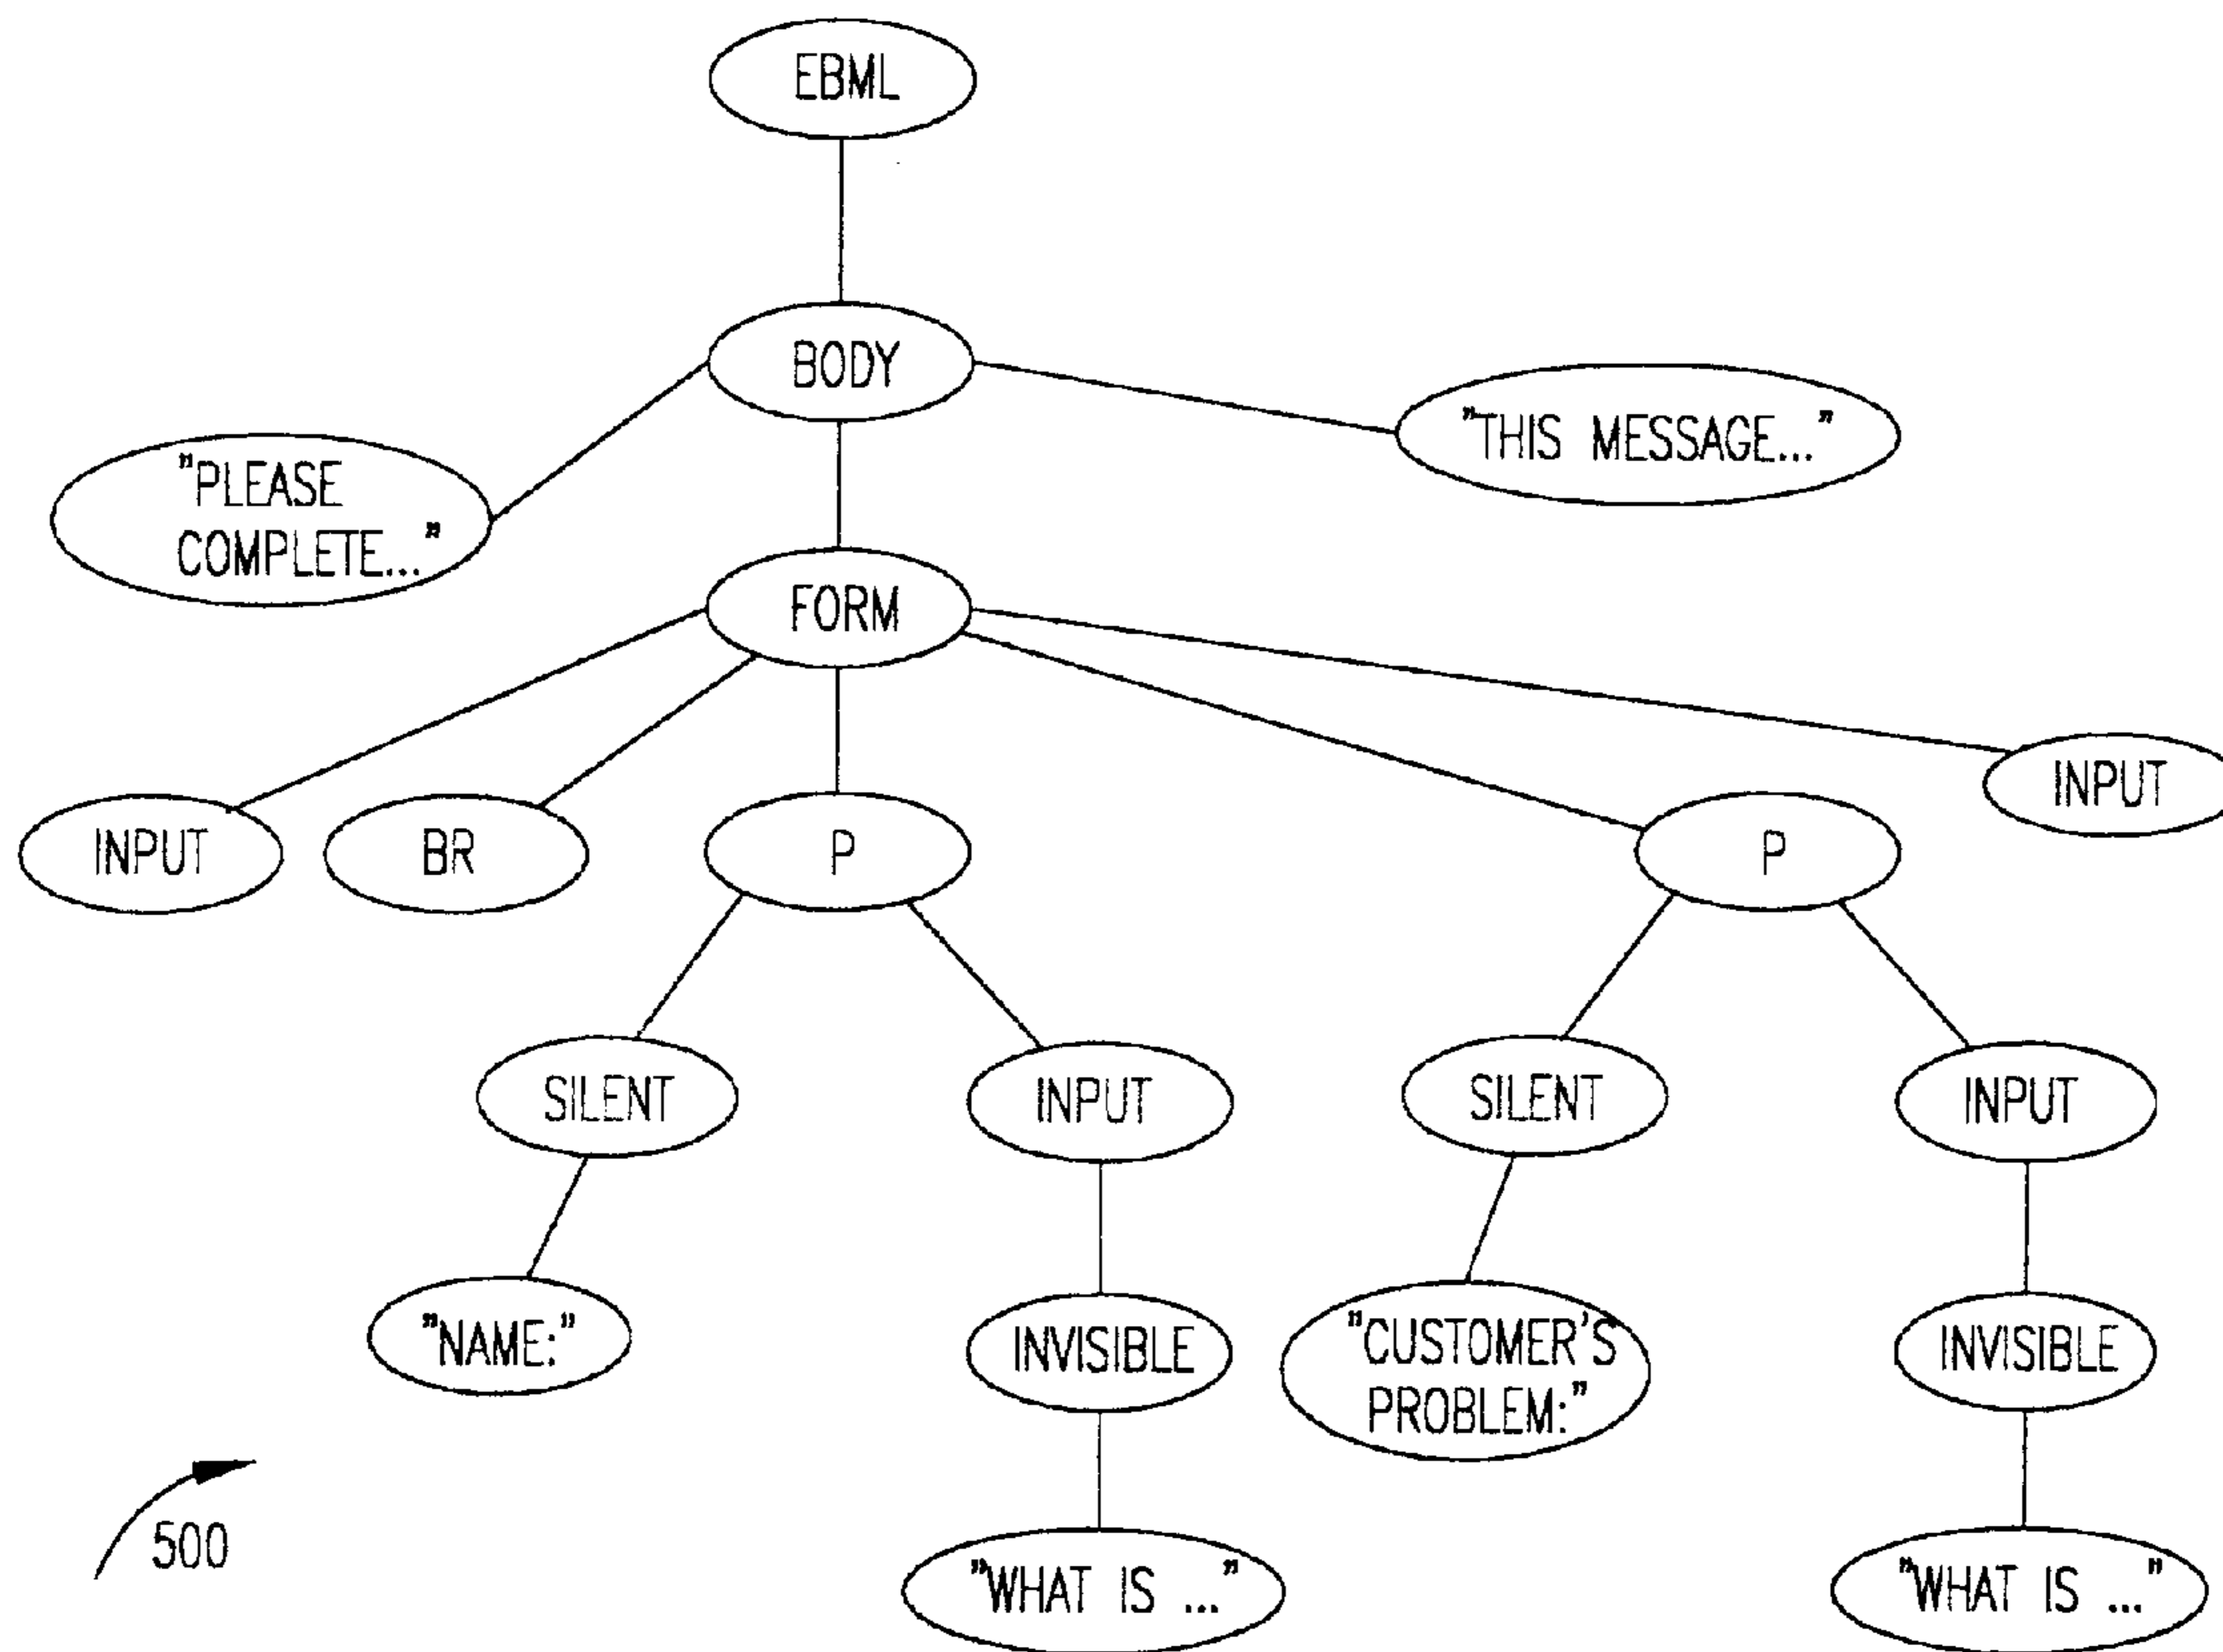 EBML
BODY
"THIS MESSAGE..."
"PLEASE
COMPLETE..."
FORM
INPUT
INPUT
BR
P
P
SILENT
INPUT
SILENT
INPUT
"NAME:"
INVISIBLE
"CUSTOMER'S
PROBLEM:"
INVISIBLE
500
"WHAT IS ..."
"WHAT IS ..."